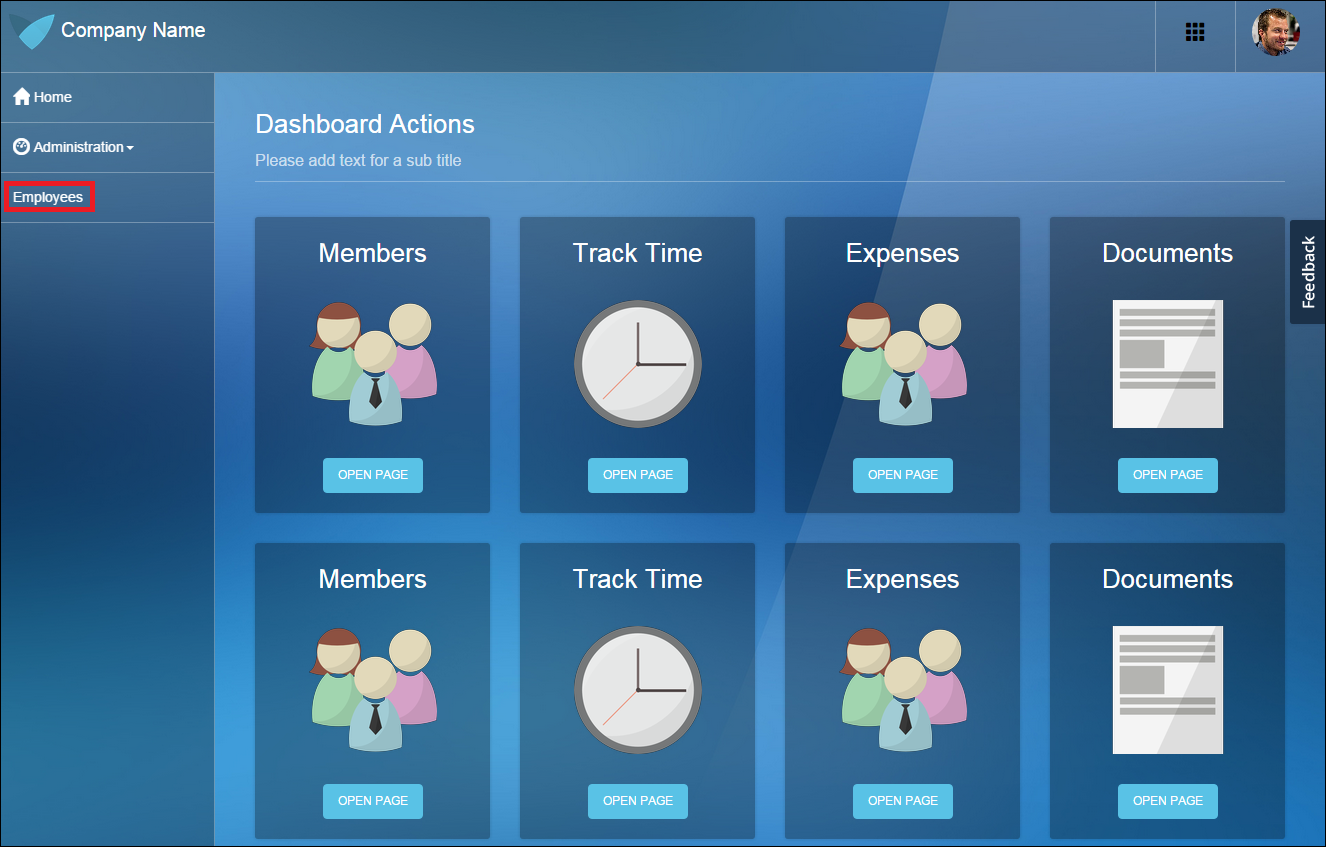 Company Name
Home
Administration
Employees
Dashboard Actions
Please add text for a sub title
Members
Track Time
Expenses
Documents
OPEN PAGE
OPEN PAGE
OPEN PAGE
OPEN PAGE
Members
Track Time
Expenses
Documents
OPEN PAGE
OPEN PAGE
OPEN PAGE
OPEN PAGE
Feedback